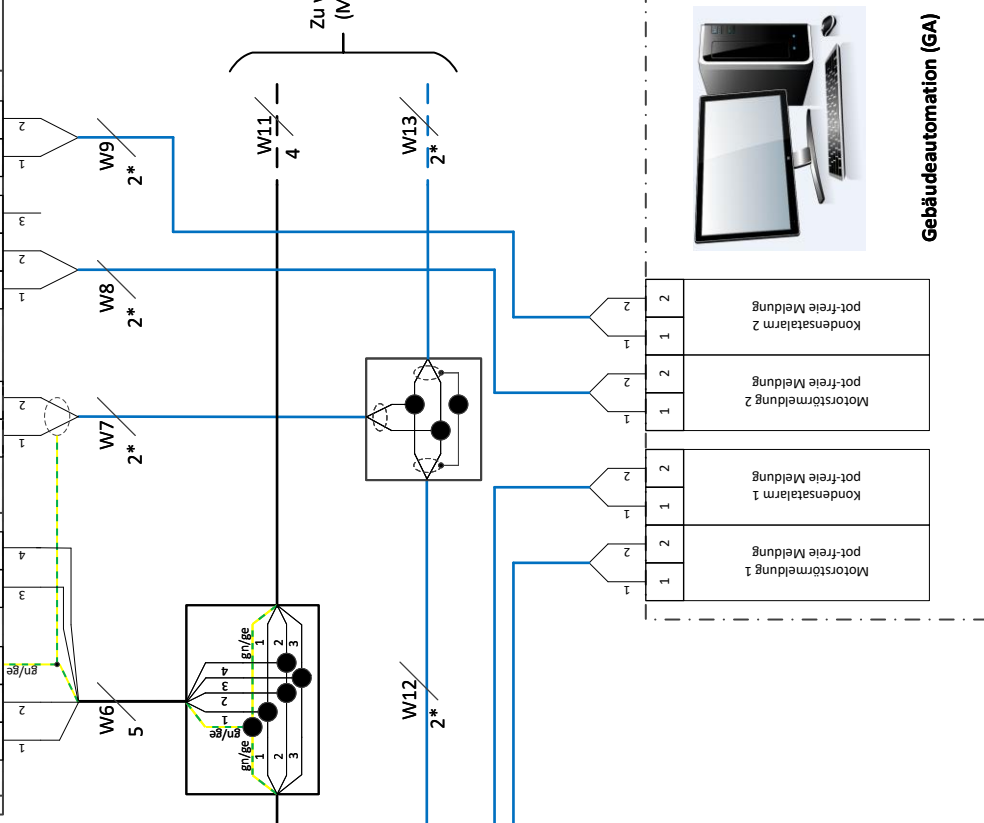 Zu
(M
2
1
W9
2*
3
2
1
W8
2*
2
1
W7
2*
4
3
gn/ge
2
1
W6
5
W11
4
W13
2*
W12
2*
gn/ge
1
2
3
4
3
2
1
gn/ge
gn/ge
1
2
3
Gebäudeautomation (GA)
2
1
2
1
Kondensatalarm 2
pot-freie Meldung
2
1
2
1
Motorstörmeldung 2
pot-freie Meldung
2
1
2
1
Kondensatalarm 1
pot-freie Meldung
2
1
2
1
Motorstörmeldung 1
pot-freie Meldung